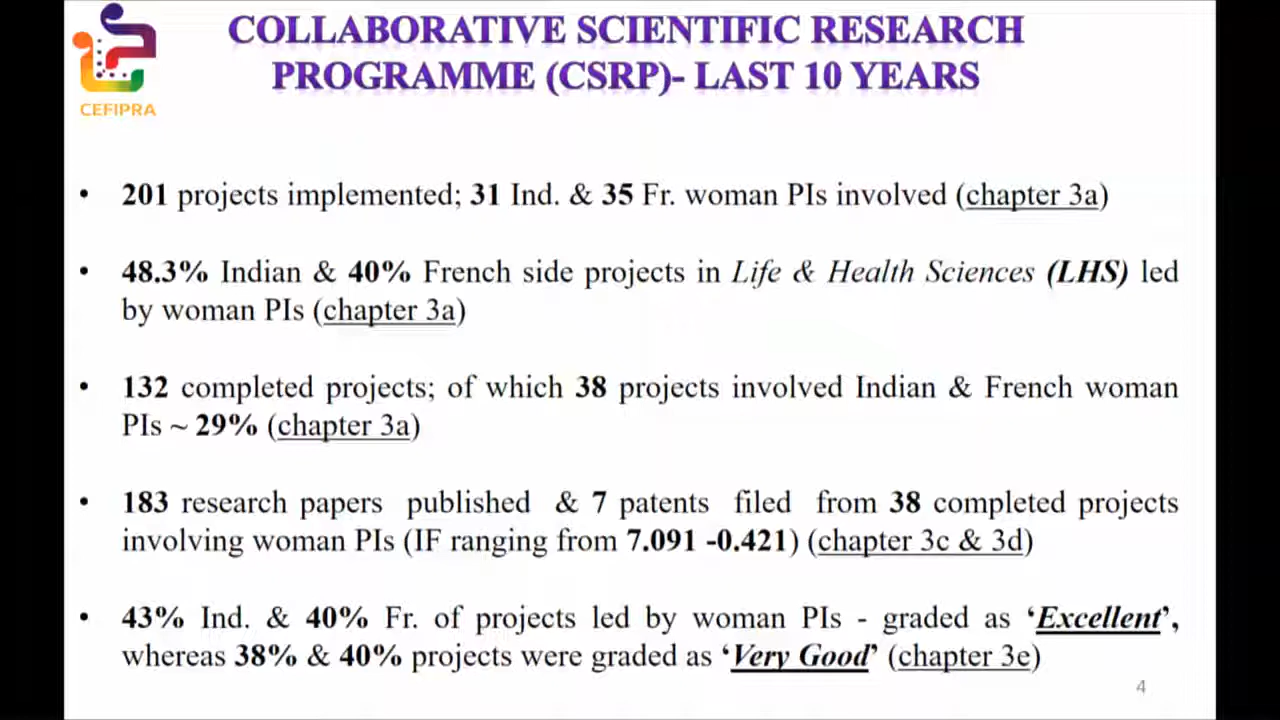 COLLABORATIVE SCIENTIFIC RESEARCH
PROGRAMME (CSRP)- LAST 10 YEARS
CEFIPRA
• 201 projects implemented; 31 Ind. & 35 Fr. woman PIs involved (chapter 3a)
• 48.3% Indian & 40% French side projects in Life & Health Sciences (LHS) led
by woman PIs (chapter 3a)
• 132 completed projects; of which 38 projects involved Indian & French woman
PIs ~ 29% (chapter 3a)
• 183 research papers published & 7 patents filed from 38 completed projects
involving woman PIs (IF ranging from 7.091 -0.421) (chapter 3c & 3d)
• 43% Ind. & 40% Fr. of projects led by woman PIs - graded as ‘Excellent’,
whereas 38% & 40% projects were graded as ‘Very Good’ (chapter 3e)
4